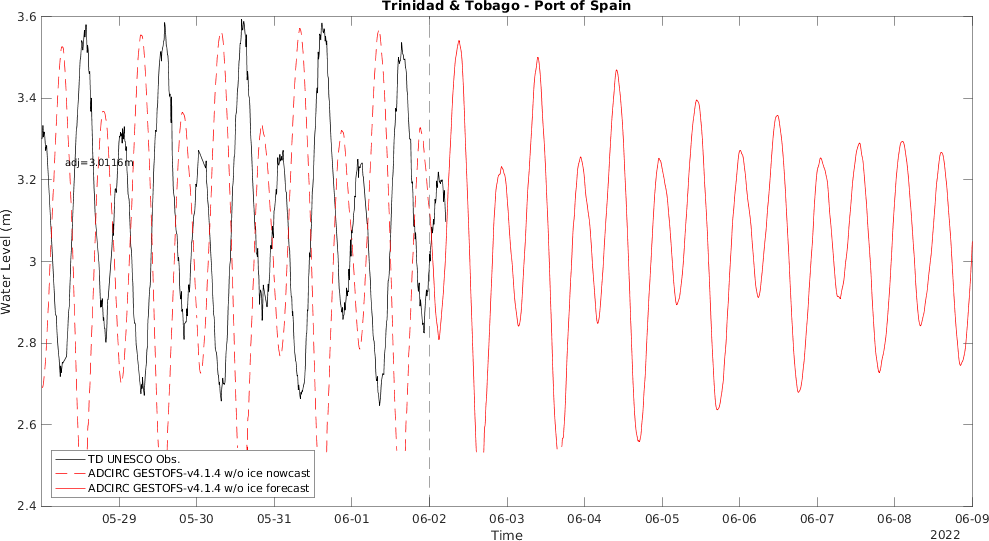 Trinidad & Tobago - Port of Spain
3.6
3.4
3.2
3
2.8
2.6
2.4
Water Level (m)
adj=3.0116m
TD UNESCO Obs.
ADCIRC GESTOFS-v4.1.4 w/o ice nowcast
ADCIRC GESTOFS-v4.1.4 w/o ice forecast
05-29 05-30 05-31 06-01 06-02 06-03 06-04 06-05 06-06 06-07 06-08 06-09
Time
2022